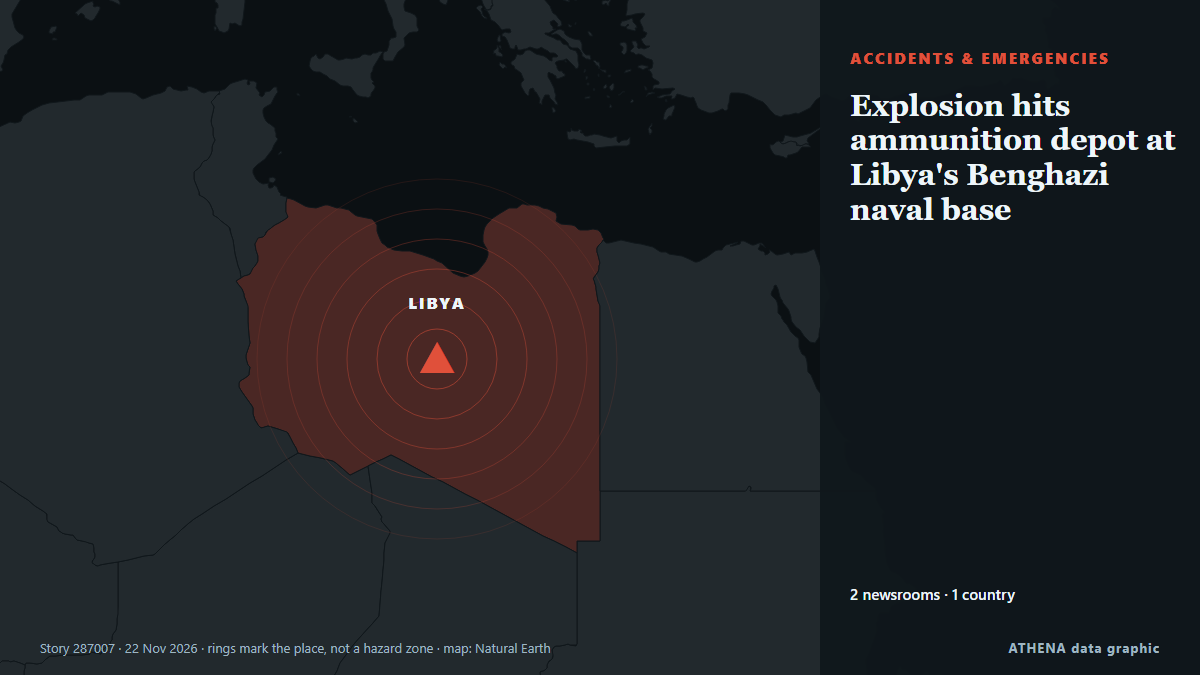 ACCIDENTS & EMERGENCIES
Explosion hits
ammunition depot at
Libya's Benghazi
naval base
LIBYA
2 newsrooms · 1 country
Story 287007 · 22 Nov 2026 · rings mark the place, not a hazard zone · map: Natural Earth
ATHENA data graphic